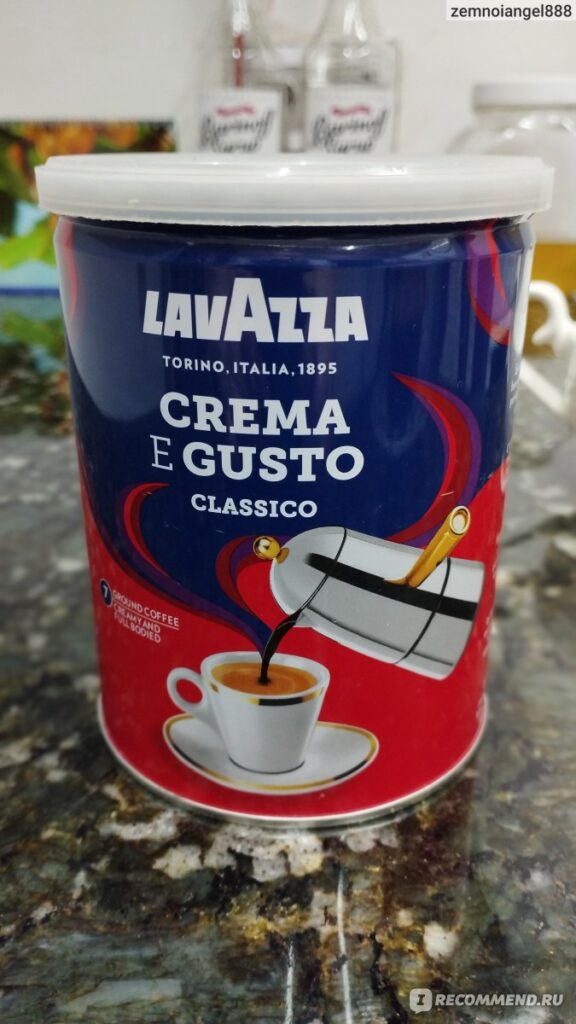 zemnoiangel888
LAVAZZA
TORINO, ITALIA, 1895
CREMA
E GUSTO
CLASSICO
7
GROUND COFFEE
CREAMY AND
FULL BODIED
I RECOMMEND.RU